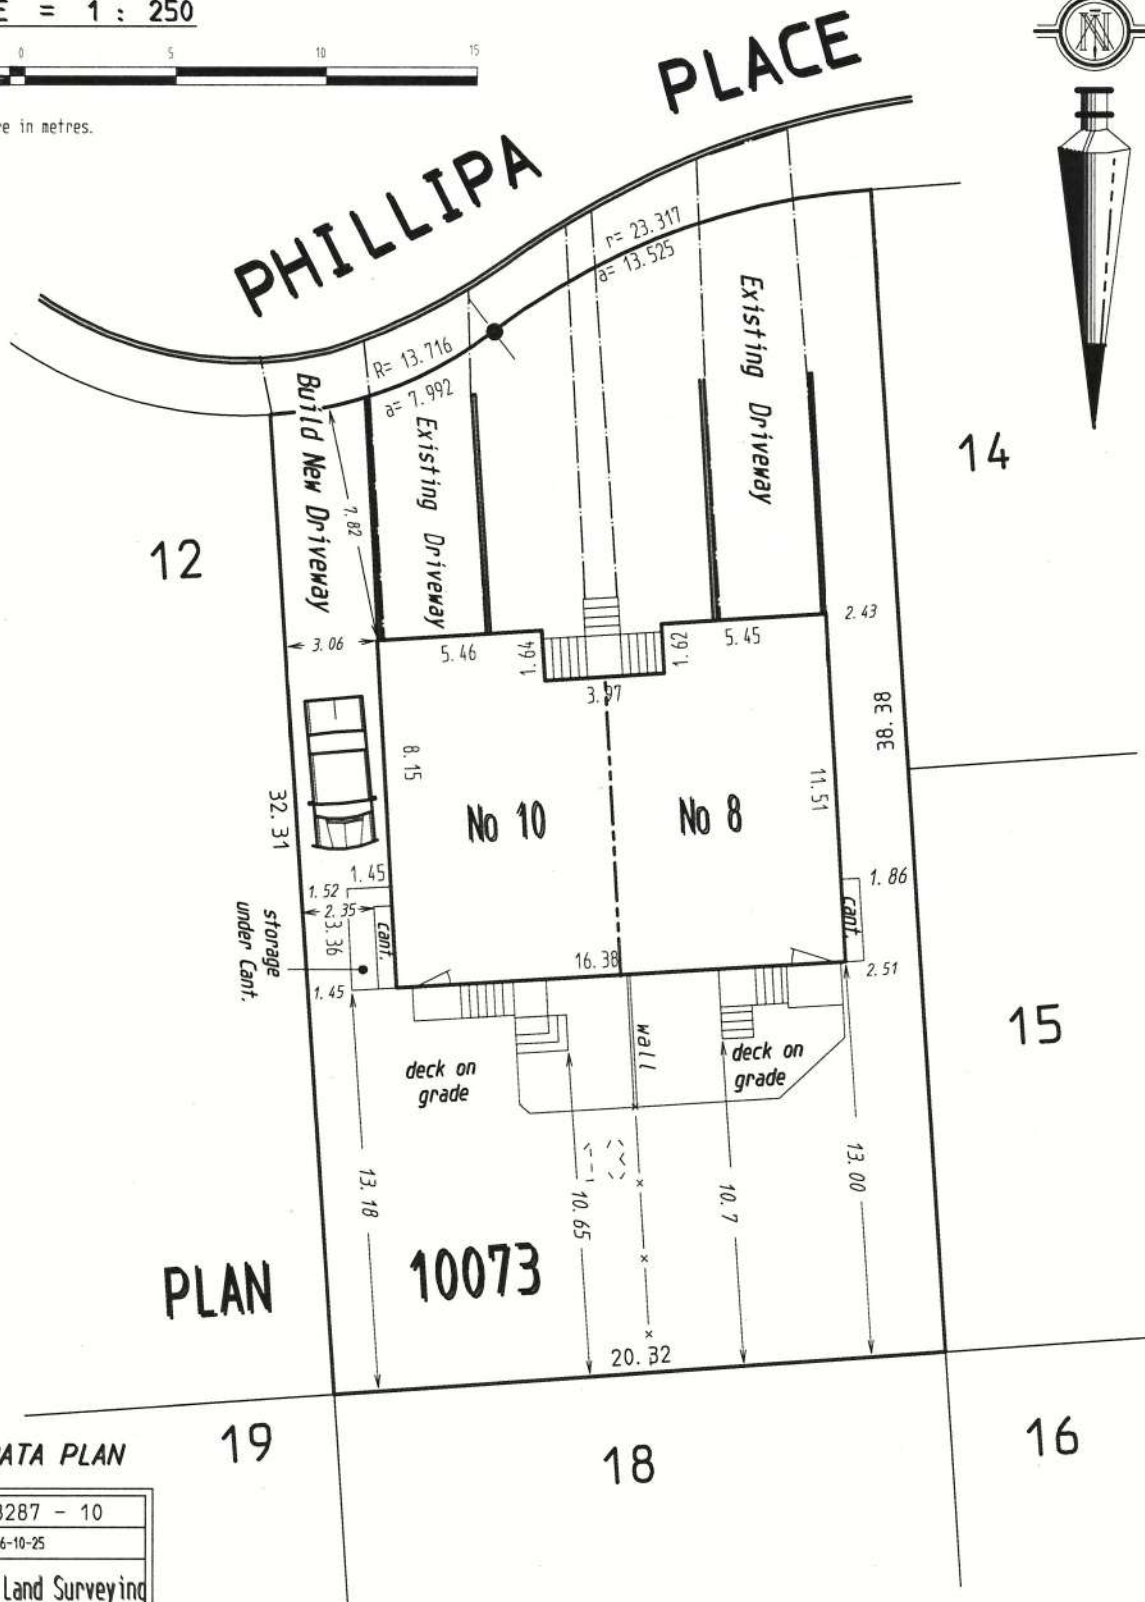 E = 1 : 250
0 5 10 15
re in metres.
N
PHILLIPA PLACE
r= 23.317
a= 13.525
R= 13.716
a= 7.992
Build New Driveway
Existing Driveway
Existing Driveway
7.82
12
14
3.06
5.46
1.64
3.97
1.62
5.45
2.43
38.38
8.15
11.51
No 10
No 8
32.31
1.45
1.52
2.35
3.36
cant.
storage
under Cant.
1.45
16.38
1.86
cant.
2.51
15
deck on
grade
wall
deck on
grade
13.18
10.65
10.7
13.00
PLAN 10073
20.32
19
18
16
DATA PLAN
3287 - 10
6-10-25
Land Surveying